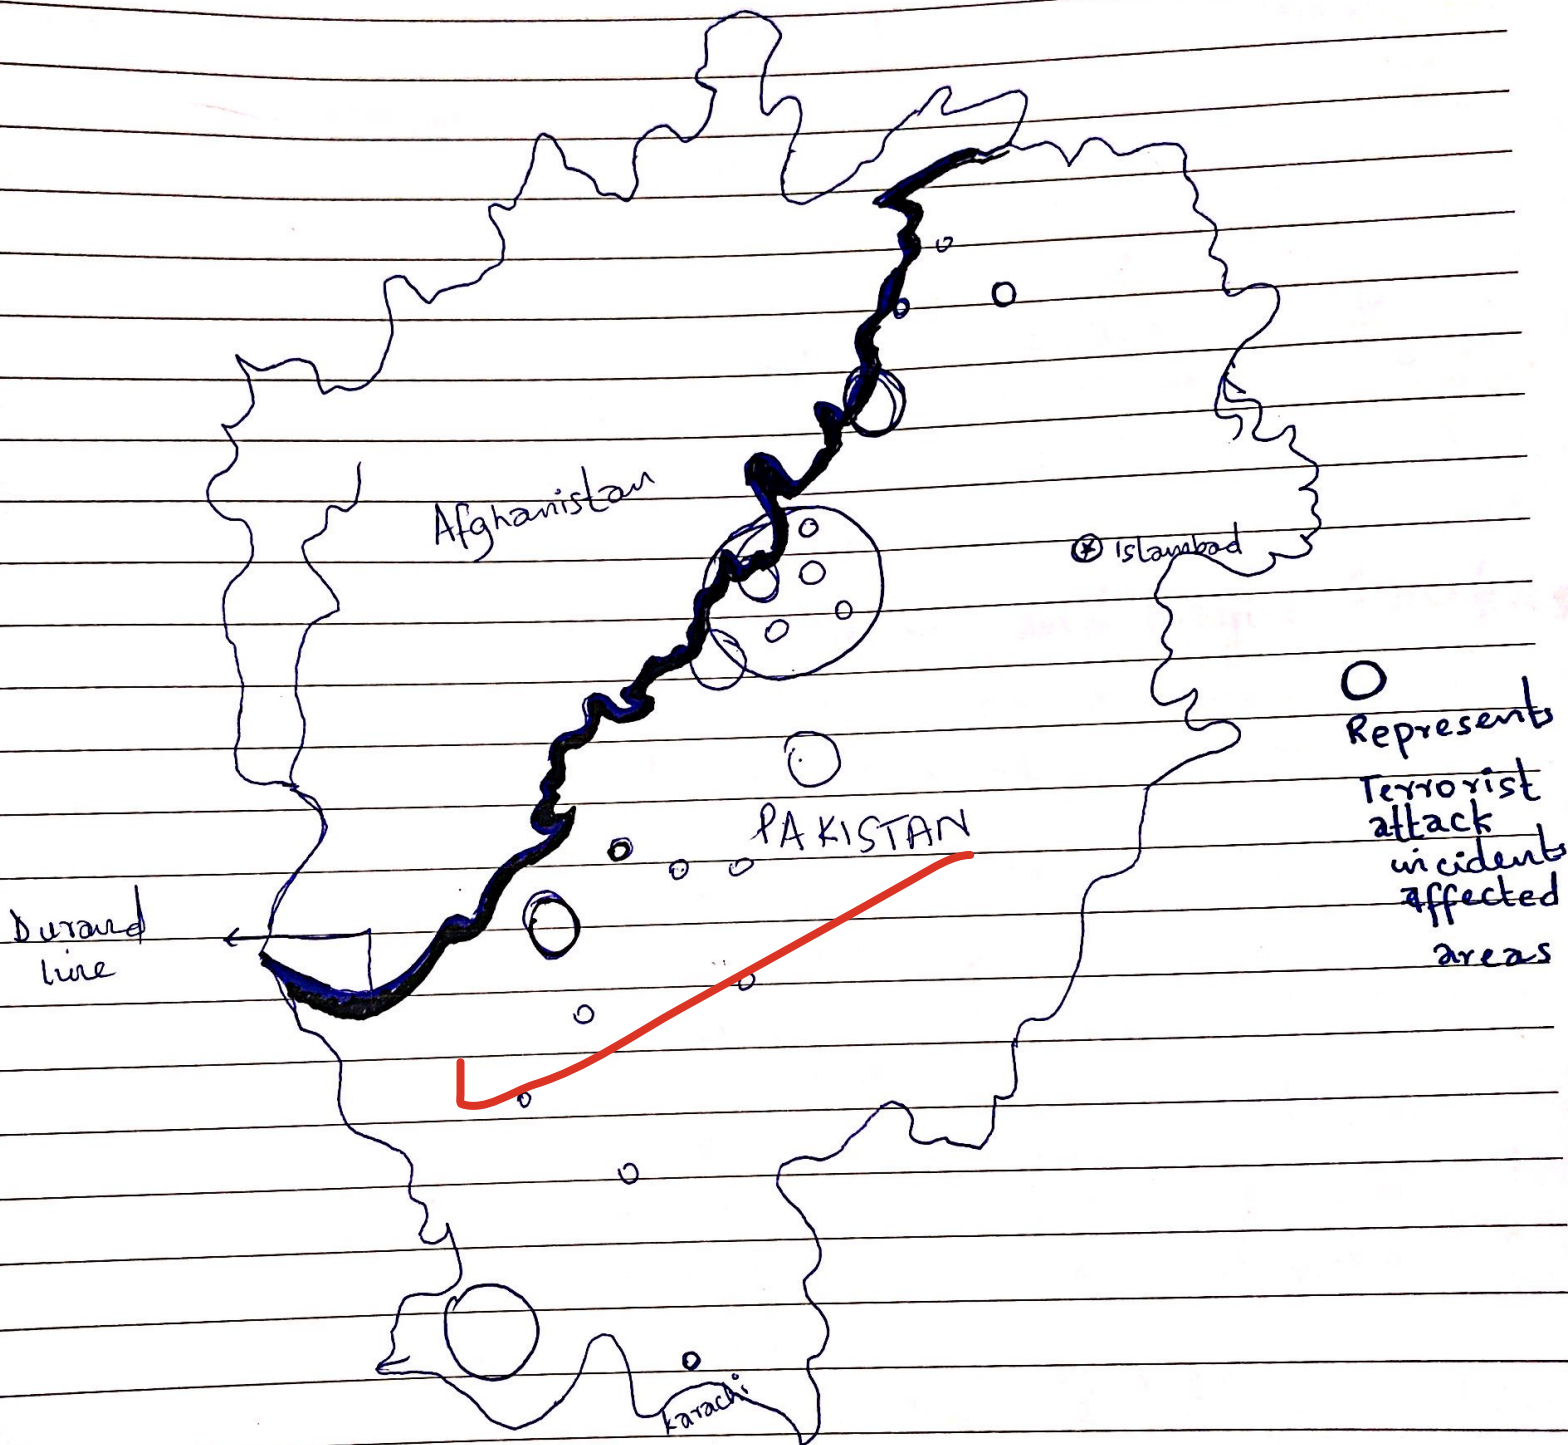 Afghanistan
Islambad
Represents
Terrorist
attack
incidents
affected
areas
PAKISTAN
Durand
line
Karachi